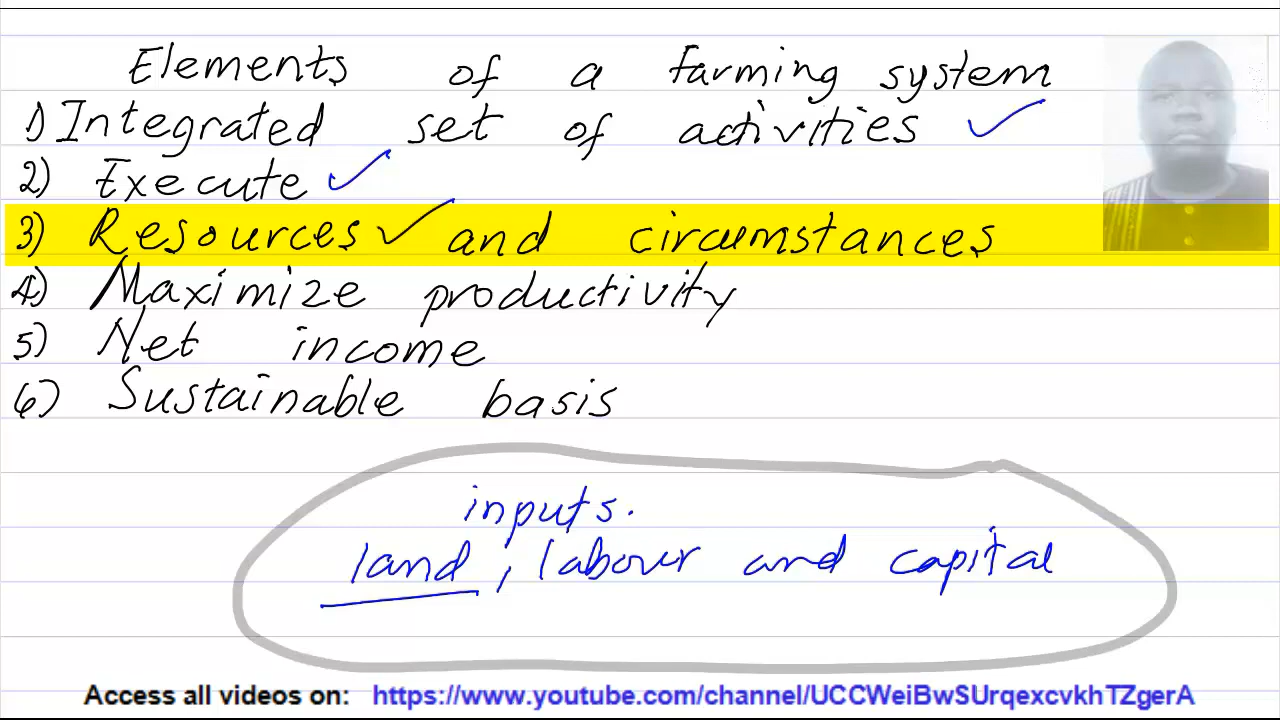 Elements of a farming system
1) Integrated set of activities
2) Execute
3) Resources and circumstances
4) Maximize productivity
5) Net income
6) Sustainable basis
inputs.
land, labour and capital
Access all videos on: https://www.youtube.com/channel/UCCWeiBwSUrqexcvkhTZgerA